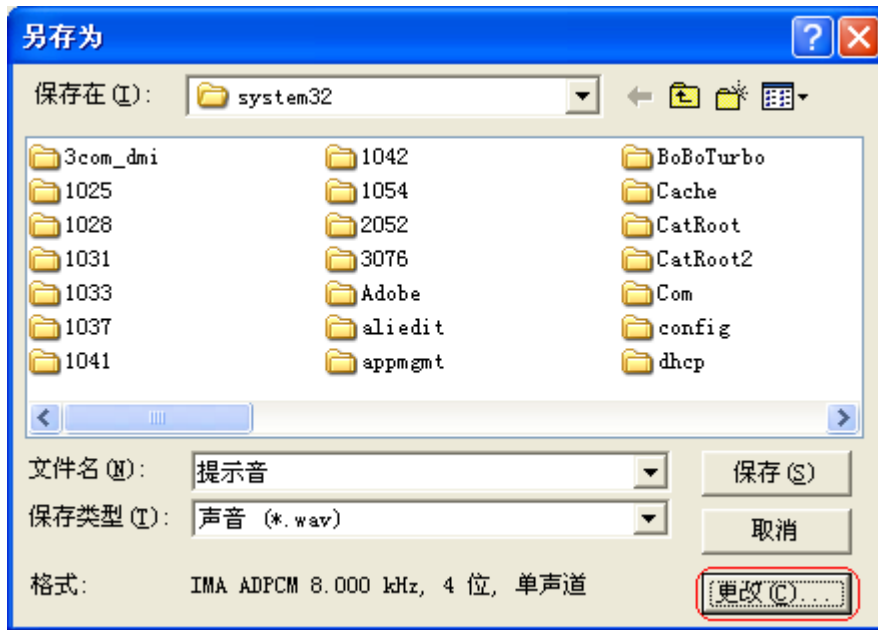 另存为
保存在(I): system32
3com_dmi 1042 BoBoTurbo
1025 1054 Cache
1028 2052 CatRoot
1031 3076 CatRoot2
1033 Adobe Com
1037 aliedit config
1041 appmgmt dhcp
文件名(N): 提示音 保存(S)
保存类型(T): 声音 (*.wav) 取消
格式: IMA ADPCM 8.000 kHz, 4 位, 单声道 更改(C)...